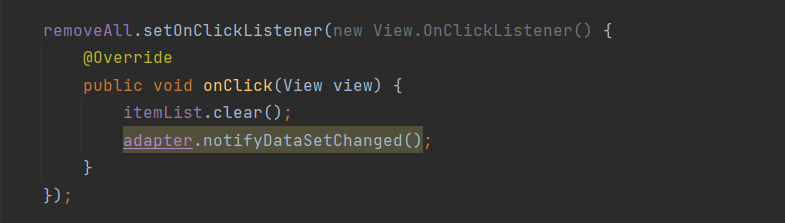 removeAll.setOnClickListener(new View.OnClickListener() {
@Override
public void onClick(View view) {
itemList.clear();
adapter.notifyDataSetChanged();
}
});